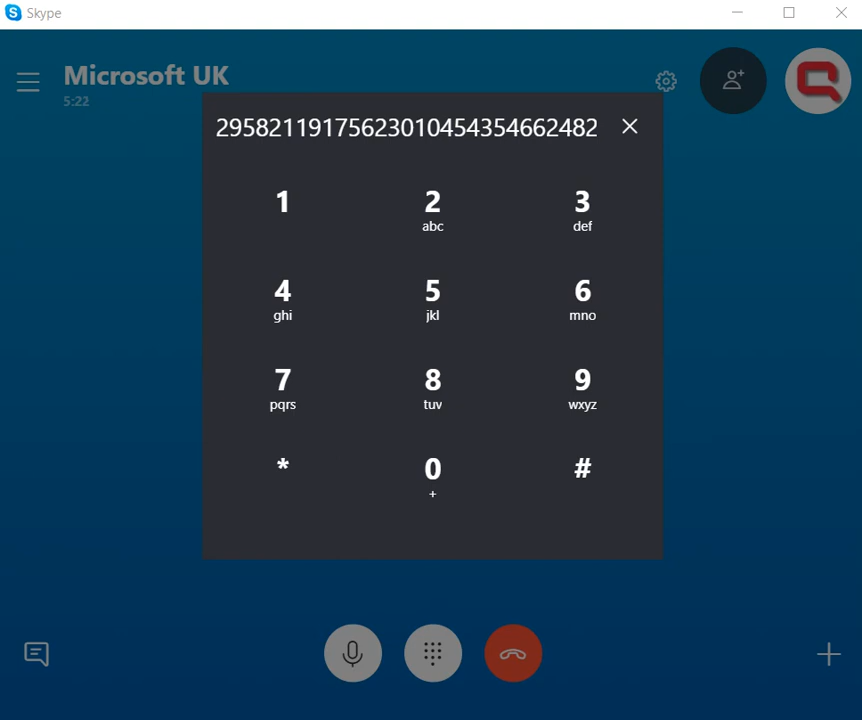 Skype
Microsoft UK
5:22
29582119175623010454354662482
1
2
abc
3
def
4
ghi
5
jkl
6
mno
7
pqrs
8
tuv
9
wxyz
*
0
+
#